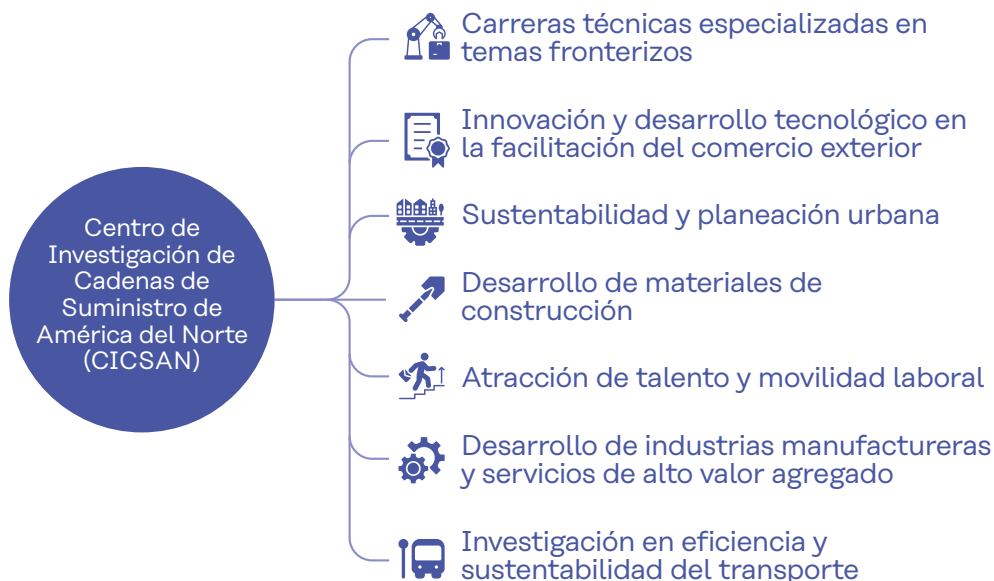 Centro de
Investigación de
Cadenas de
Suministro de
América del Norte
(CICSAN)
Carreras técnicas especializadas en
temas fronterizos
Innovación y desarrollo tecnológico en
la facilitación del comercio exterior
Sustentabilidad y planeación urbana
Desarrollo de materiales de
construcción
Atracción de talento y movilidad laboral
Desarrollo de industrias manufactureras
y servicios de alto valor agregado
Investigación en eficiencia y
sustentabilidad del transporte